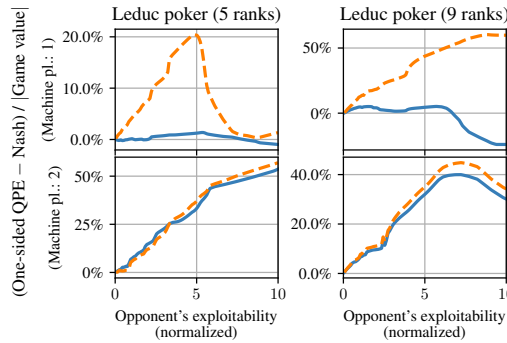 Leduc poker (5 ranks)
Leduc poker (9 ranks)
(One-sided QPE − Nash) / |Game value|
(Machine pl.: 1)
20.0%
10.0%
0.0%
50%
0%
(Machine pl.: 2)
50%
25%
0%
40.0%
20.0%
0.0%
0
5
10
0
5
10
Opponent's exploitability
(normalized)
Opponent's exploitability
(normalized)